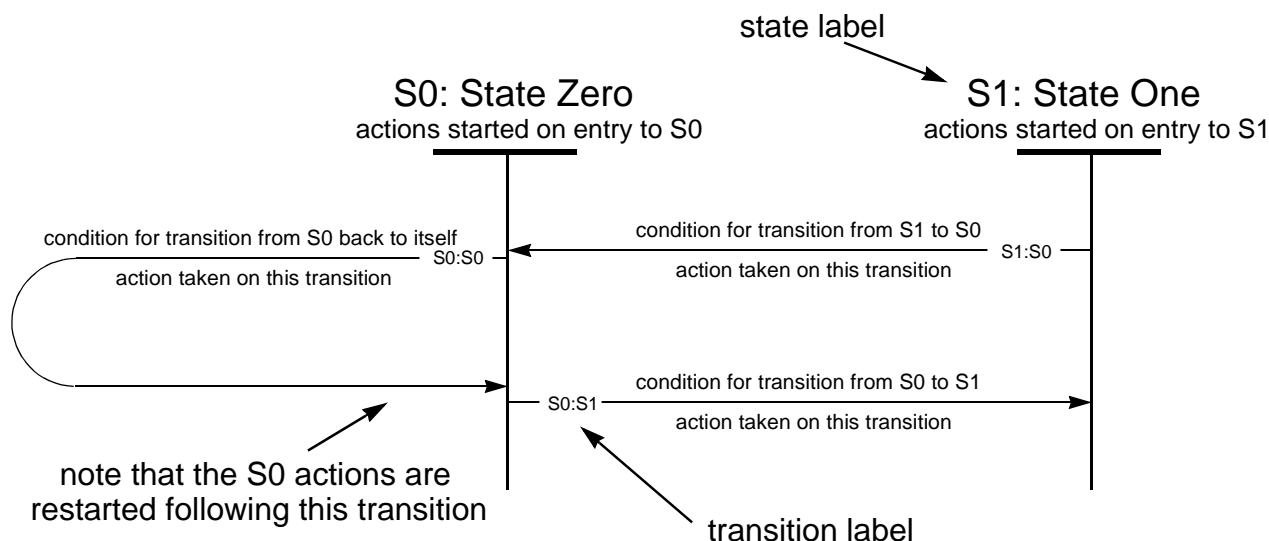 state label
S0: State Zero
actions started on entry to S0
S1: State One
actions started on entry to S1
condition for transition from S0 back to itself
S0:S0
action taken on this transition
condition for transition from S1 to S0
S1:S0
action taken on this transition
condition for transition from S0 to S1
S0:S1
action taken on this transition
note that the S0 actions are
restarted following this transition
transition label